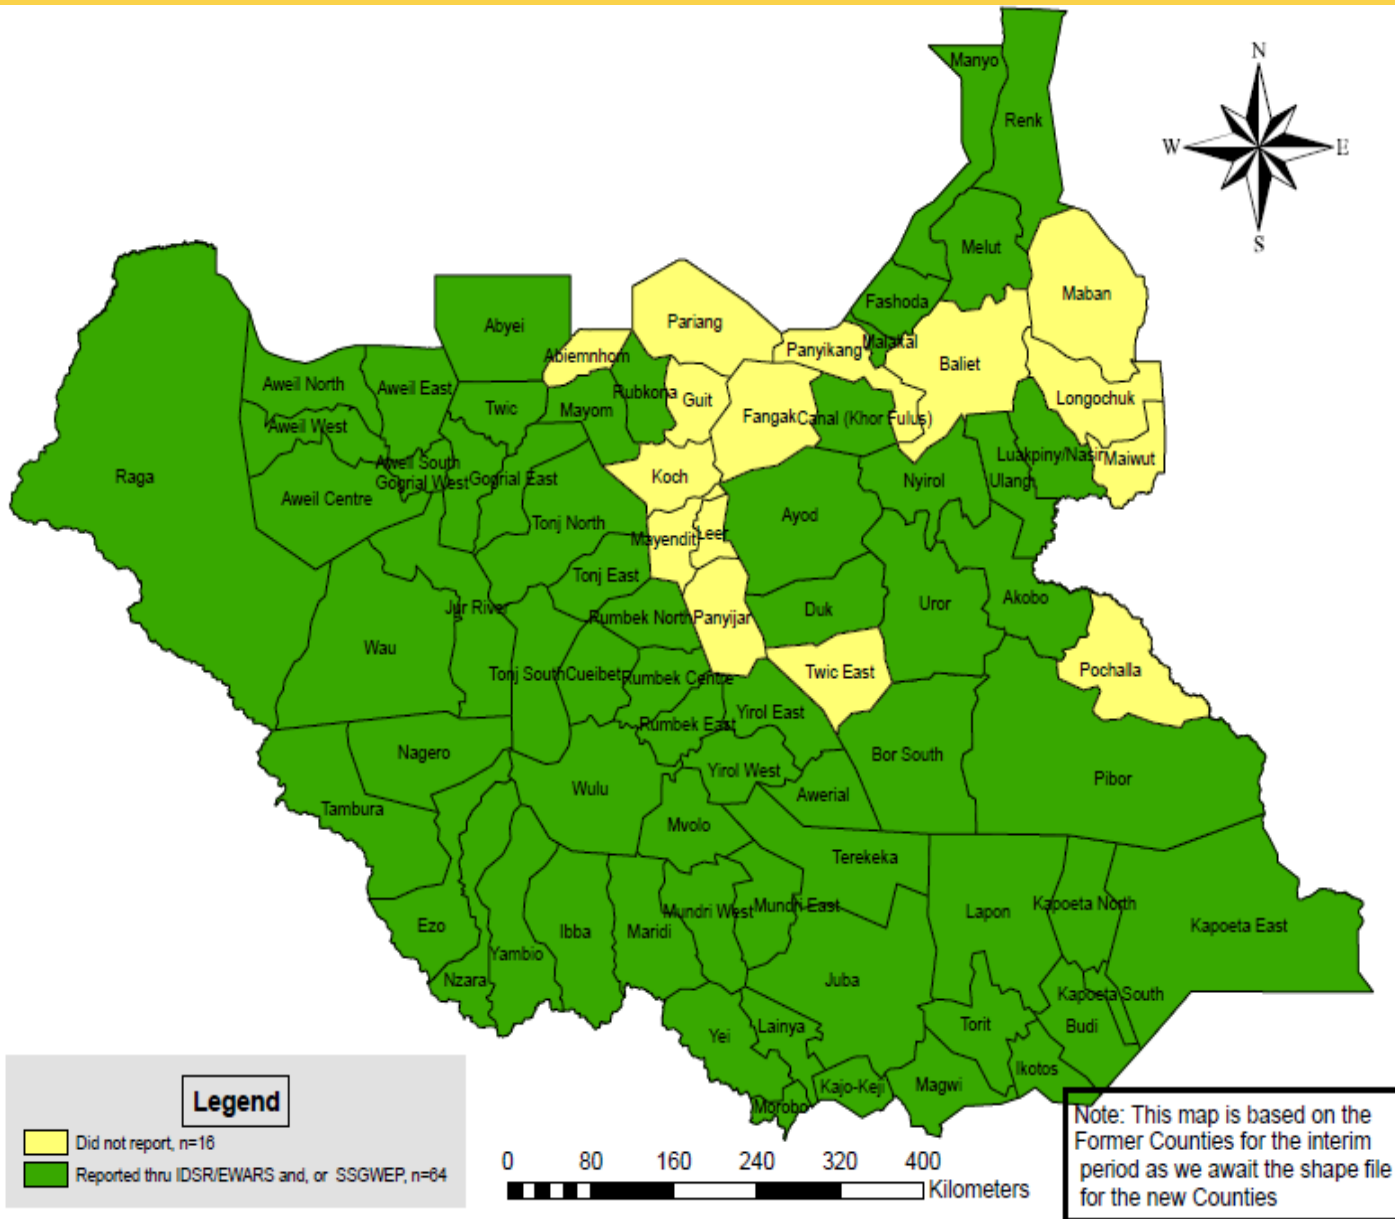 N
W
E
S
Manyo
Renk
Melut
Maban
Fashoda
Pariang
Abyei
Abiemnhom
Panyikang
Malakal
Baliet
Aweil North
Aweil East
Twic
Mayom
Rubkona
Guit
Fangak
Canal (Khor Fulus)
Longochuk
Aweil West
Luakpiny/Nasir
Maiwut
Raga
Aweil South
Gogrial West
Gogrial East
Koch
Nyirol
Ulang
Aweil Centre
Tonj North
Ayod
Mayendit
Leer
Tonj East
Jur River
Rumbek North
Panyijar
Duk
Uror
Akobo
Wau
Tonj South
Cueibet
Rumbek Centre
Twic East
Pochalla
Yirol East
Rumbek East
Nagero
Yirol West
Bor South
Pibor
Wulu
Awerial
Tambura
Mvolo
Terekeka
Mundri West
Mundri East
Lapon
Kapoeta North
Kapoeta East
Ezo
Ibba
Maridi
Yambio
Nzara
Juba
Kapoeta South
Yei
Lainya
Torit
Budi
Ikotos
Kajo-Keji
Magwi
Morobo
Legend
Did not report, n=16
Reported thru IDSR/EWARS and, or SSGWEP, n=64
0 80 160 240 320 400
Kilometers
Note: This map is based on the
Former Counties for the interim
period as we await the shape file
for the new Counties